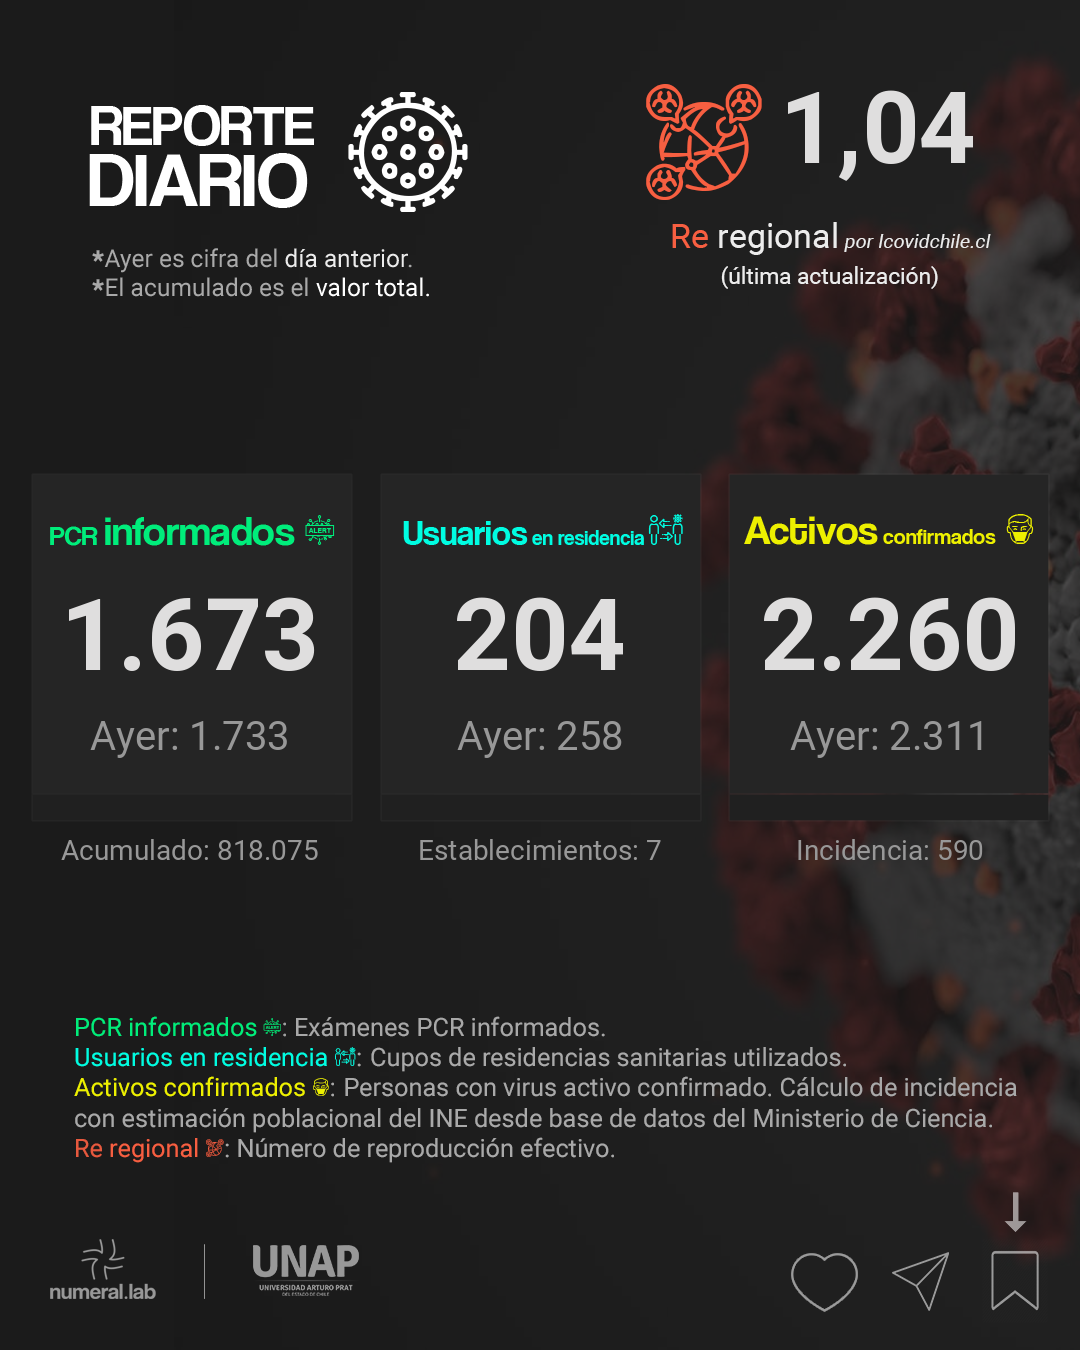 REPORTE
DIARIO
*Ayer es cifra del día anterior.
*El acumulado es el valor total.
1,04
Re regional por Icovidchile.cl
(última actualización)
PCR informados
ALERT
1.673
Ayer: 1.733
Acumulado: 818.075
Usuarios en residencia
204
Ayer: 258
Establecimientos: 7
Activos confirmados
2.260
Ayer: 2.311
Incidencia: 590
PCR informados : Exámenes PCR informados.
Usuarios en residencia : Cupos de residencias sanitarias utilizados.
Activos confirmados : Personas con virus activo confirmado. Cálculo de incidencia
con estimación poblacional del INE desde base de datos del Ministerio de Ciencia.
Re regional : Número de reproducción efectivo.
numeral.lab
UNAP
UNIVERSIDAD ARTURO PRAT
DEL ESTADO DE CHILE